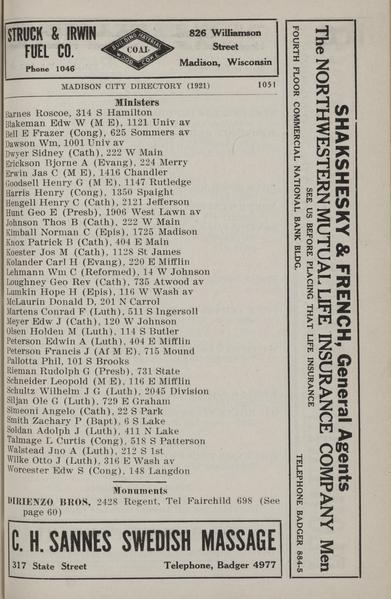 STRUCK & IRWIN
FUEL CO.
Phone 1046
BUILDING MATERIAL
COAL
WOOD COKE
826 Williamson
Street
Madison, Wisconsin
MADISON CITY DIRECTORY (1921) 1051
Ministers
Barnes Roscoe, 314 S Hamilton
Blakeman Edw W (M E), 1121 Univ av
Bell E Frazer (Cong), 625 Sommers av
Dawson Wm, 1001 Univ av
Dwyer Sidney (Cath), 222 W Main
Erickson Bjorne A (Evang), 224 Merry
Erwin Jas C (M E), 1416 Chandler
Goodsell Henry G (M E), 1147 Rutledge
Harris Henry (Cong), 1350 Spaight
Hengell Henry C (Cath), 2121 Jefferson
Hunt Geo E (Presb), 1906 West Lawn av
Johnson Thos B (Cath), 222 W Main
Kimball Norman C (Epis), 1725 Madison
Knox Patrick B (Cath), 404 E Main
Koester Jos M (Cath), 1128 St James
Kolander Carl H (Evang), 220 E Mifflin
Lehmann Wm C (Reformed), 14 W Johnson
Loughney Geo Rev (Cath), 735 Atwood av
Lumkin Hope H (Epis), 116 W Wash av
McLaurin Donald D, 201 N Carrol
Martens Conrad F (Luth), 511 S Ingersoll
Meyer Edw J (Cath), 120 W Johnson
Olsen Holden M (Luth), 114 S Butler
Peterson Edwin A (Luth), 404 E Mifflin
Peterson Francis J (Af M E), 715 Mound
Pallotta Phil, 101 S Brooks
Rieman Rudolph G (Presb), 731 State
Schneider Leopold (M E), 116 E Mifflin
Schultz Wilhelm J G (Luth), 2045 Division
Siljan Ole G (Luth), 729 E Graham
Simeoni Angelo (Cath), 22 S Park
Smith Zachary P (Bapt), 6 S Lake
Soldan Adolph J (Luth), 411 N Lake
Talmage L Curtis (Cong), 518 S Patterson
Walstead Jno A (Luth), 212 S 1st
Wilke Otto J (Luth), 316 E Wash av
Worcester Edw S (Cong), 148 Langdon
Monuments
DIRIENZO BROS, 2428 Regent, Tel Fairchild 698 (See
page 60)
C. H. SANNES SWEDISH MASSAGE
317 State Street Telephone, Badger 4977
SHAKSHESKY & FRENCH, General Agents
The NORTHWESTERN MUTUAL LIFE INSURANCE COMPANY Men
SEE US BEFORE PLACING THAT LIFE INSURANCE
FOURTH FLOOR COMMERCIAL NATIONAL BANK BLDG. TELEPHONE BADGER 884-5